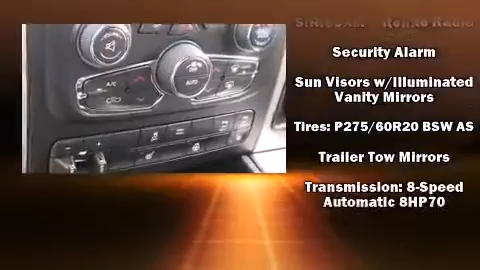 Security Alarm
Sun Visors w/Illuminated
Vanity Mirrors
Tires: P275/60R20 BSW AS
Trailer Tow Mirrors
Transmission: 8-Speed
Automatic 8HP70
A/C
AUTO